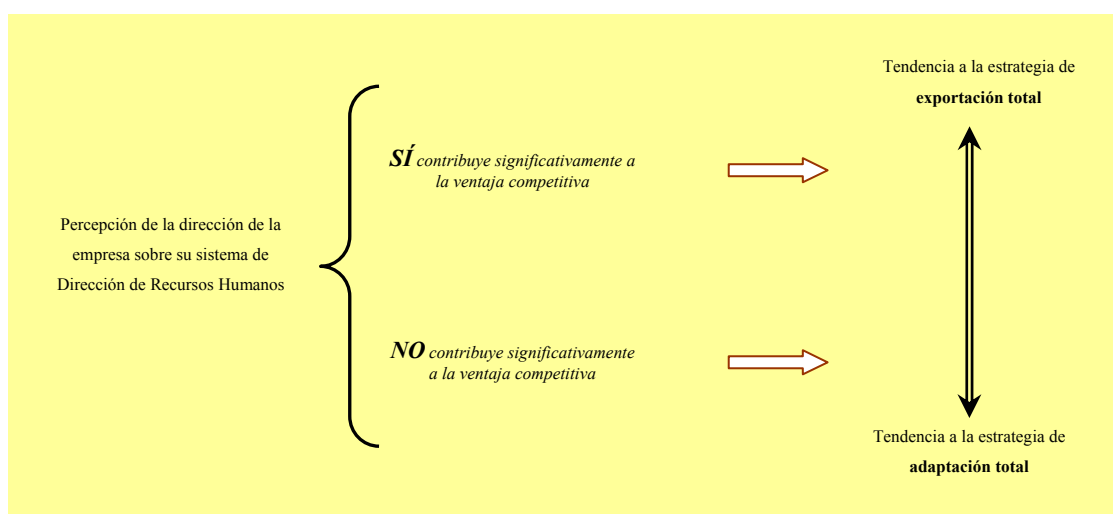 Percepción de la dirección de la
empresa sobre su sistema de
Dirección de Recursos Humanos
SÍ contribuye significativamente a
la ventaja competitiva
NO contribuye significativamente
a la ventaja competitiva
Tendencia a la estrategia de
exportación total
Tendencia a la estrategia de
adaptación total